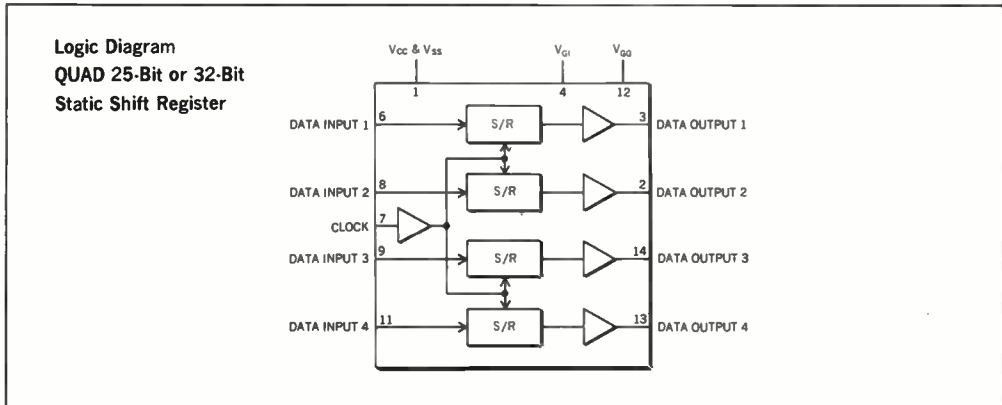 Logic Diagram
QUAD 25-Bit or 32-Bit
Static Shift Register
Vcc & Vss
VGI
VGG
1
4
12
DATA INPUT 1 6 S/R 3 DATA OUTPUT 1
DATA INPUT 2 8 S/R 2 DATA OUTPUT 2
CLOCK 7
DATA INPUT 3 9 S/R 14 DATA OUTPUT 3
DATA INPUT 4 11 S/R 13 DATA OUTPUT 4